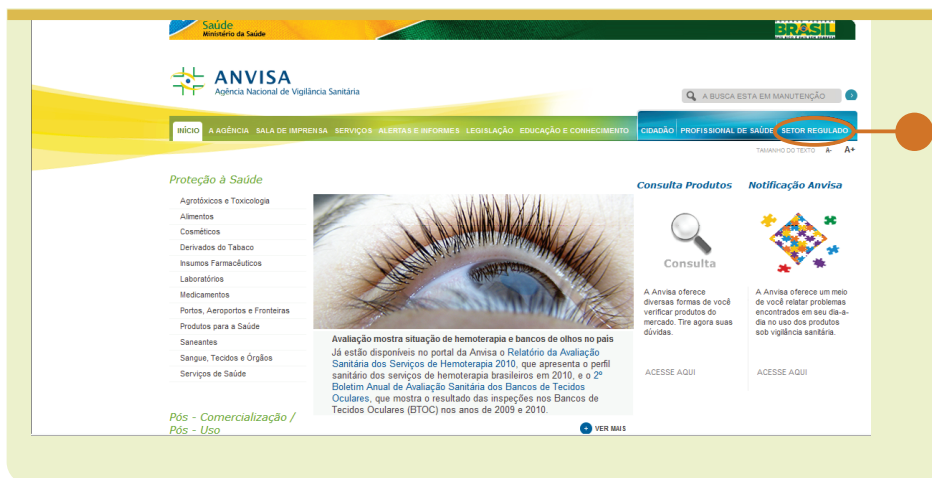 Saúde
Ministério da Saúde
BRASIL
ANVISA
Agência Nacional de Vigilância Sanitária
A BUSCA ESTA EM MANUTENÇÃO
INÍCIO A AGÊNCIA SALA DE IMPRENSA SERVIÇOS ALERTAS E INFORMES LEGISLAÇÃO EDUCAÇÃO E CONHECIMENTO CIDADÃO PROFISSIONAL DE SAÚDE SETOR REGULADO
TAMANHO DO TEXTO A- A+
Proteção à Saúde
Agrotóxicos e Toxicologia
Alimentos
Cosméticos
Derivados do Tabaco
Insumos Farmacêuticos
Laboratórios
Medicamentos
Portos, Aeroportos e Fronteiras
Produtos para a Saúde
Saneantes
Sangue, Tecidos e Órgãos
Serviços de Saúde
Pós - Comercialização /
Pós - Uso
Avaliação mostra situação de hemoterapia e bancos de olhos no país
Já estão disponíveis no portal da Anvisa o Relatório da Avaliação
Sanitária dos Serviços de Hemoterapia 2010, que apresenta o perfil
sanitário dos serviços de hemoterapia brasileiros em 2010, e o 2º
Boletim Anual de Avaliação Sanitária dos Bancos de Tecidos
Oculares, que mostra o resultado das inspeções nos Bancos de
Tecidos Oculares (BTOC) nos anos de 2009 e 2010.
VER MAIS
Consulta Produtos
Consulta
A Anvisa oferece
diversas formas de você
verificar produtos do
mercado. Tire agora suas
dúvidas.
ACESSE AQUI
Notificação Anvisa
A Anvisa oferece um meio
de você relatar problemas
encontrados em seu dia-a-
dia no uso dos produtos
sob vigilância sanitária.
ACESSE AQUI